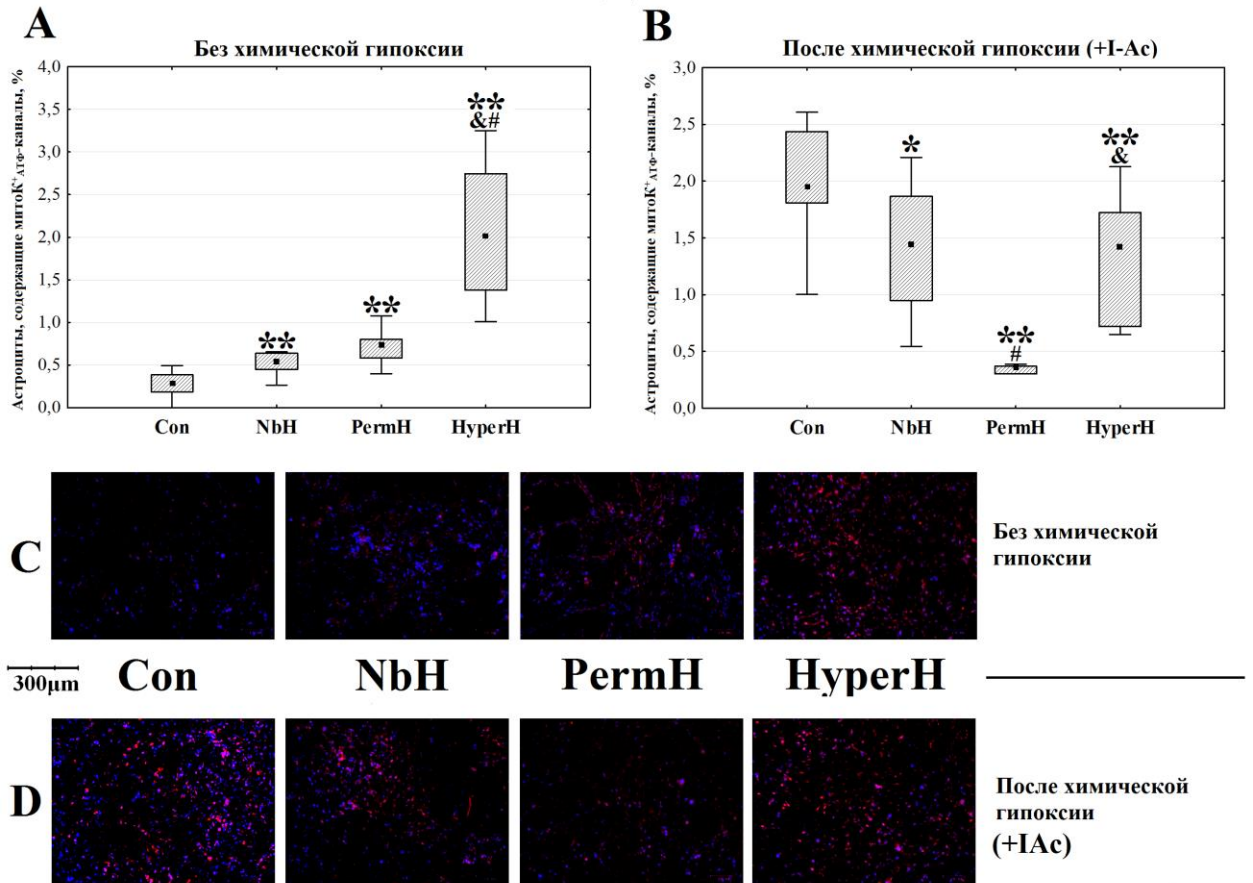 A
Без химической гипоксии
Астроциты, содержащие митоK⁺АТФ-каналы, %
4,0
3,5
3,0
2,5
2,0
1,5
1,0
0,5
0,0
**
**
**
&#
Con NbH PermH HyperH
B
После химической гипоксии (+I-Ac)
Астроциты, содержащие митоK⁺АТФ-каналы, %
3,0
2,5
2,0
1,5
1,0
0,5
0,0
*
**
#
**
&
Con NbH PermH HyperH
C
Без химической
гипоксии
300μm
Con NbH PermH HyperH
D
После химической
гипоксии
(+IAc)